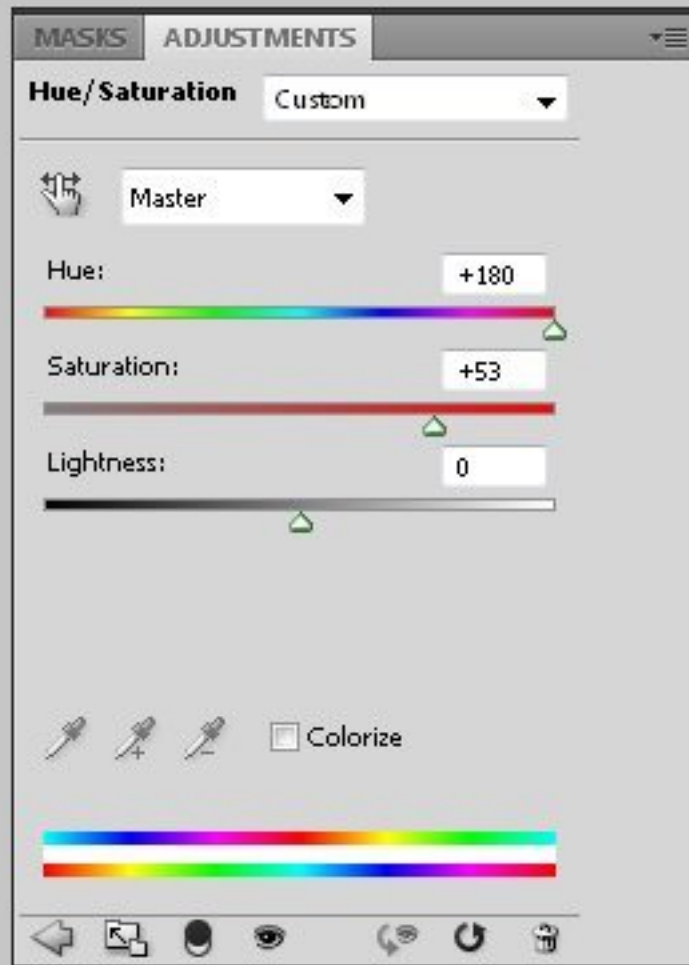 MASKS ADJUSTMENTS
Hue/Saturation Custom
Master
Hue: +180
Saturation: +53
Lightness: 0
Colorize